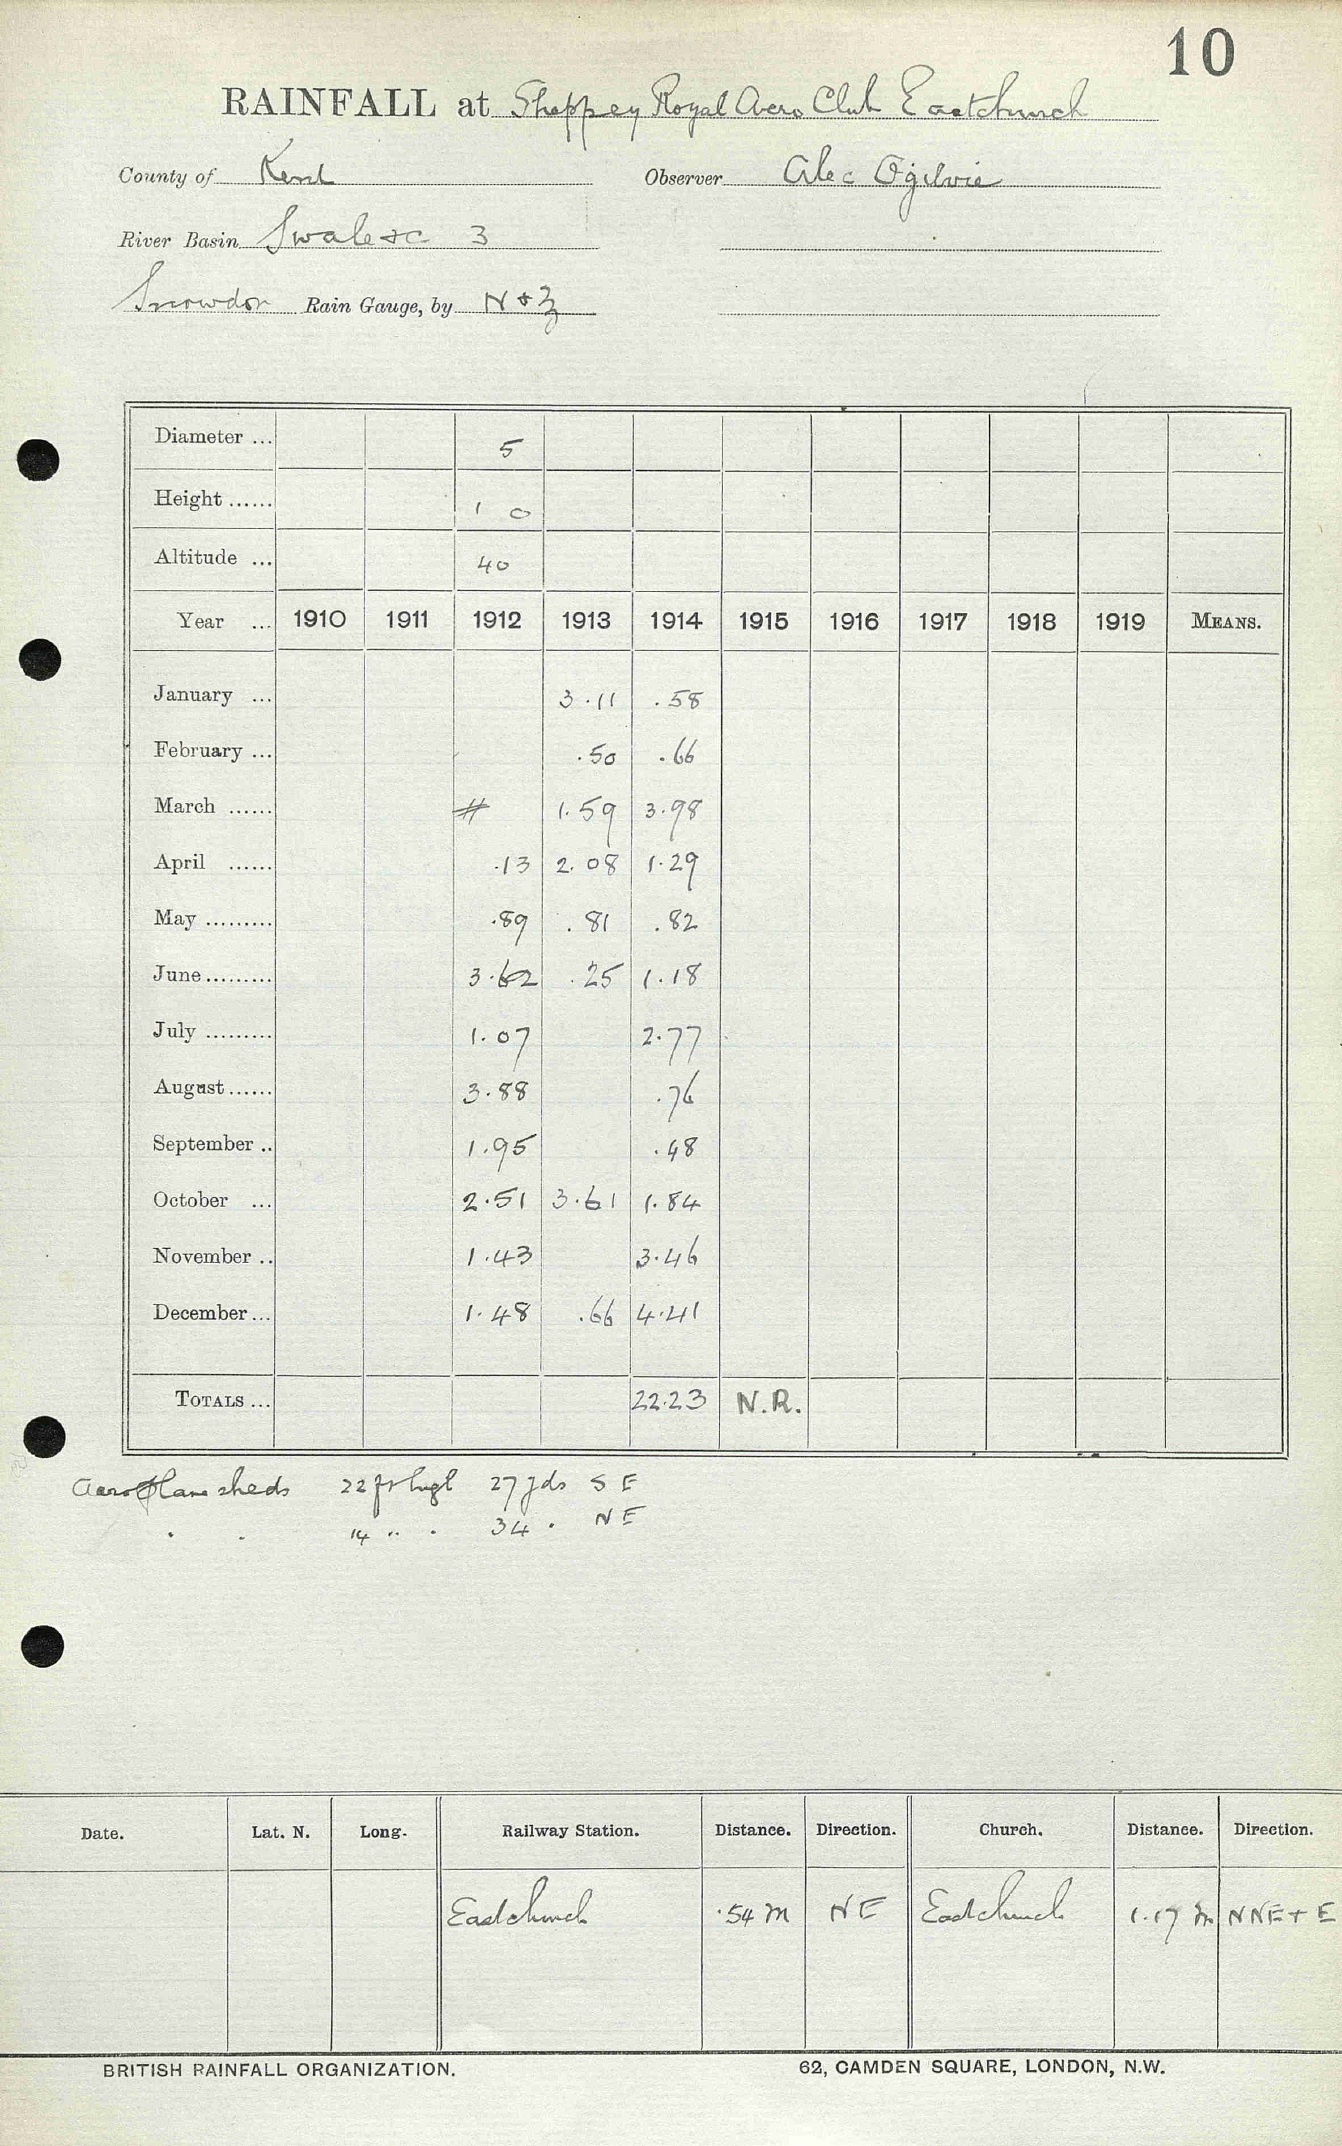 10
RAINFALL at Sheppey Royal Aero Club Eastchurch
County of Kent Observer Alec Ogilvie
River Basin Swale &c 3
Snowdon Rain Gauge, by N & Z
Diameter ... 5
Height ...... 1 0
Altitude ... 40
Year ... 1910 1911 1912 1913 1914 1915 1916 1917 1918 1919 MEANS.
January ... 3.11 .58
February ... .50 .66
March ...... # 1.59 3.98
April ...... .13 2.08 1.29
May ......... .89 .81 .82
June ......... 3.62 .25 1.18
July ......... 1.07 2.77
August ...... 3.88 .76
September .. 1.95 .48
October ... 2.51 3.61 1.84
November .. 1.43 3.46
December ... 1.48 .66 4.41
TOTALS ... 22.23 N.R.
Aeroplane sheds 22 ft high 27 yds S E
" " 14 " " 34 " N E
Date. Lat. N. Long. Railway Station. Distance. Direction. Church. Distance. Direction.
Eastchurch .54 m NE Eastchurch 1.17 m NNE + E
BRITISH RAINFALL ORGANIZATION. 62, CAMDEN SQUARE, LONDON, N.W.